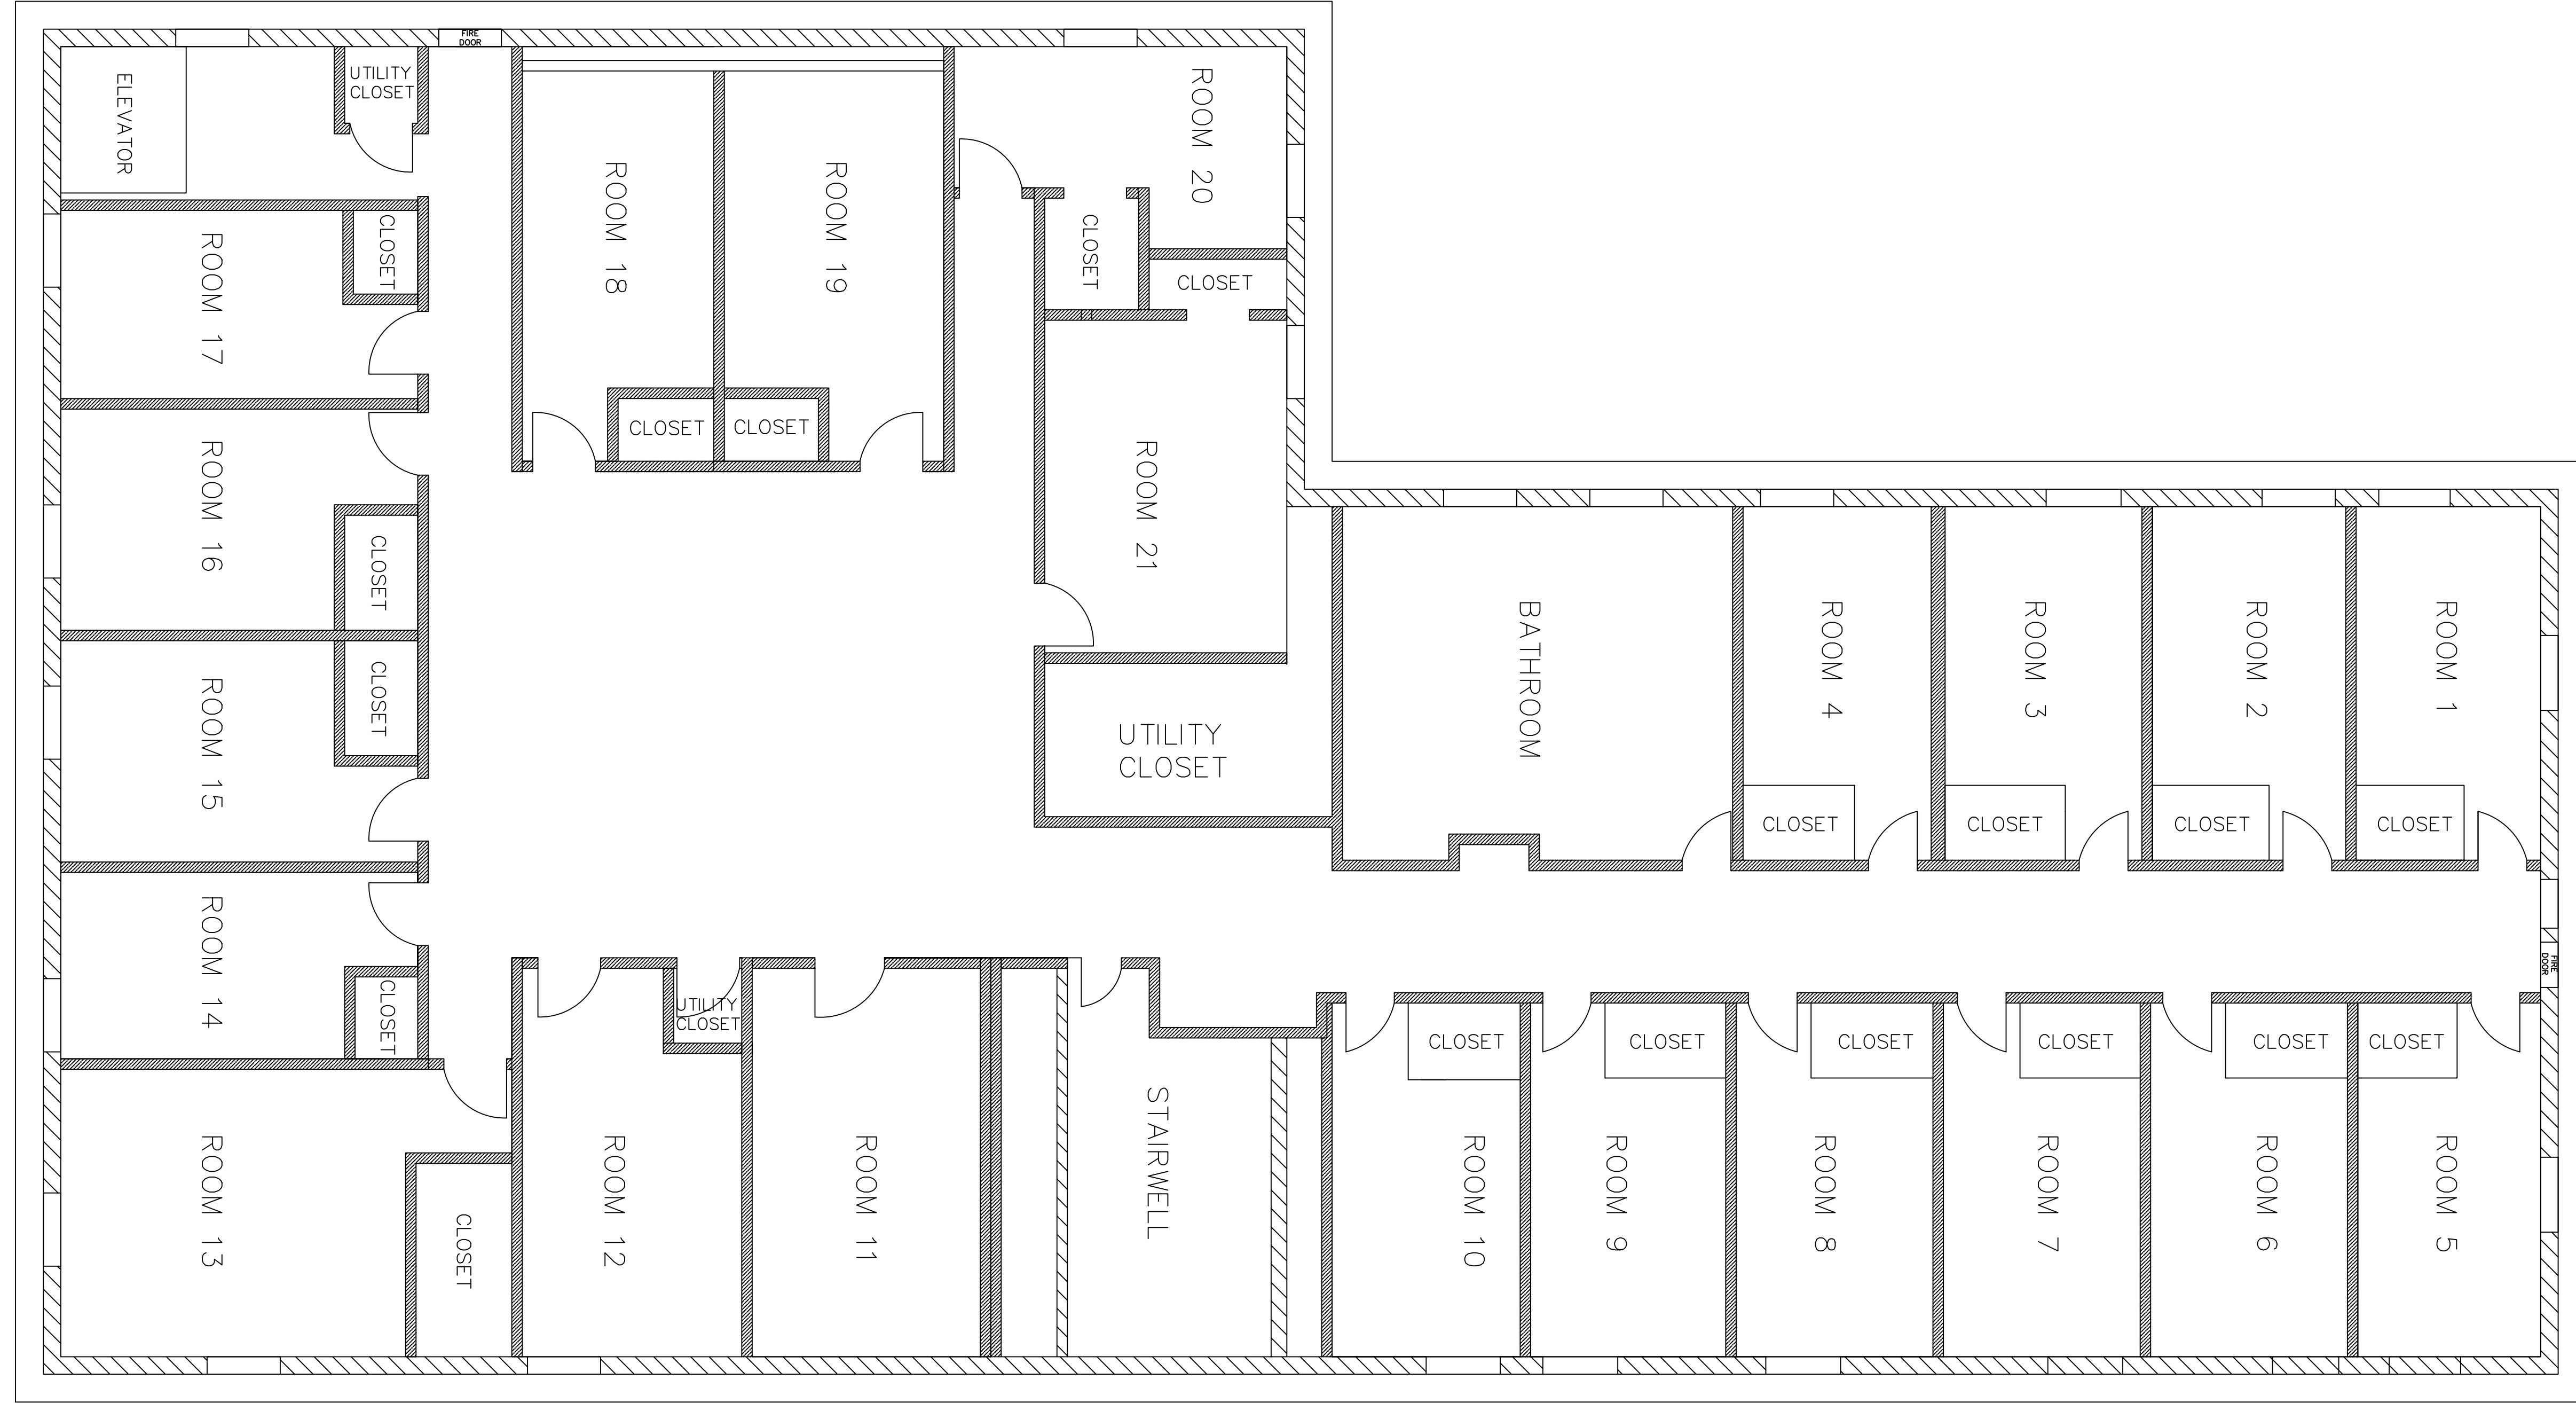 FIRE
DOOR
ELEVATOR
UTILITY
CLOSET
ROOM 20
ROOM 18
ROOM 19
CLOSET
ROOM 17
CLOSET
CLOSET
CLOSET
CLOSET
ROOM 16
ROOM 21
CLOSET
CLOSET
ROOM 15
UTILITY
CLOSET
BATHROOM
ROOM 4
ROOM 3
ROOM 2
ROOM 1
CLOSET
CLOSET
CLOSET
CLOSET
ROOM 14
CLOSET
FIRE
DOOR
UTILITY
CLOSET
CLOSET
CLOSET
CLOSET
CLOSET
CLOSET
CLOSET
ROOM 13
CLOSET
ROOM 12
ROOM 11
STAIRWELL
ROOM 10
ROOM 9
ROOM 8
ROOM 7
ROOM 6
ROOM 5